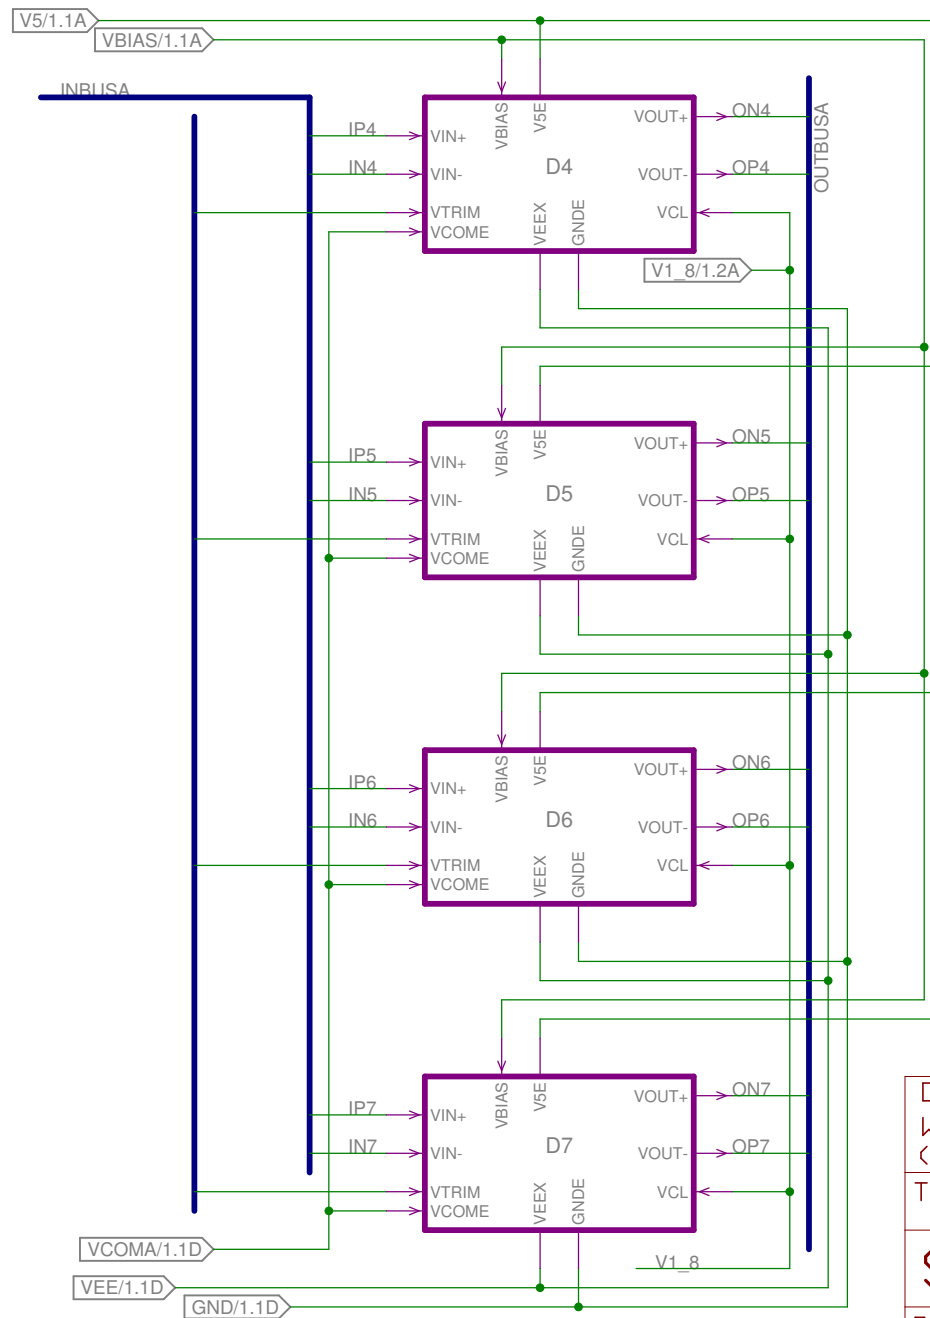 V5/1.1A
VBIAS/1.1A
INBUSA
OUTBUSA
IP4
IN4
VBIAS
V5E
VIN+
VIN-
VTRIM
VCOME
D4
VEEX
GNDE
VOUT+
VOUT-
VCL
ON4
OP4
V1_8/1.2A
IP5
IN5
VBIAS
V5E
VIN+
VIN-
VTRIM
VCOME
D5
VEEX
GNDE
VOUT+
VOUT-
VCL
ON5
OP5
IP6
IN6
VBIAS
V5E
VIN+
VIN-
VTRIM
VCOME
D6
VEEX
GNDE
VOUT+
VOUT-
VCL
ON6
OP6
IP7
IN7
VBIAS
V5E
VIN+
VIN-
VTRIM
VCOME
D7
VEEX
GNDE
VOUT+
VOUT-
VCL
ON7
OP7
VCOMA/1.1D
V1_8
VEE/1.1D
GND/1.1D
T